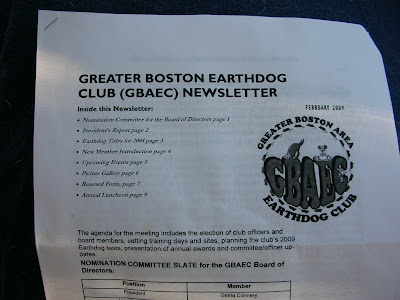 GREATER BOSTON EARTHDOG
CLUB (GBAEC) NEWSLETTER
Inside this Newsletter:
FEBRUARY 2009
• Nomination Committee for the Board of Directors page 1
• President's Report page 2
• Earthdog Titles for 2008 page 3
• New Member Introduction page 4
• Upcoming Events page 5
• Picture Gallery page 6
• Renewal Form, page 7
• Annual Luncheon page 9
GREATER BOSTON AREA
GBAEC
EARTHDOG CLUB
The agenda for the meeting includes the election of club officers and
board members, setting training days and sites, planning the club's 2009
Earthdog tests, presentation of annual awards and committee/officer up-
dates.
NOMINATION COMMITTEE SLATE for the GBAEC Board of
Directors:
Position Member
President Gloria Connery